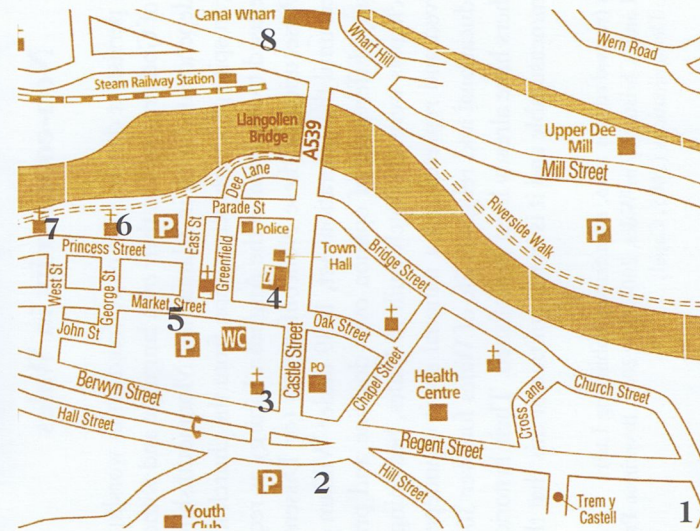 Canal Wharf
8
Wharf Hill
Wern Road
Steam Railway Station
Llangollen
Bridge
A539
Upper Dee
Mill
Mill Street
Dee Lane
Parade St
Riverside Walk
7
6
P
Police
P
Princess Street
East St
Greenfield
Town
Hall
Bridge Street
West St
George St
i
4
Market Street
5
John St
P
WC
Castle Street
Oak Street
PO
Chapel Street
Health
Centre
Cross Lane
Church Street
Berwyn Street
3
Hall Street
Regent Street
P
2
Hill Street
Trem y
Castell
1
Youth
Club